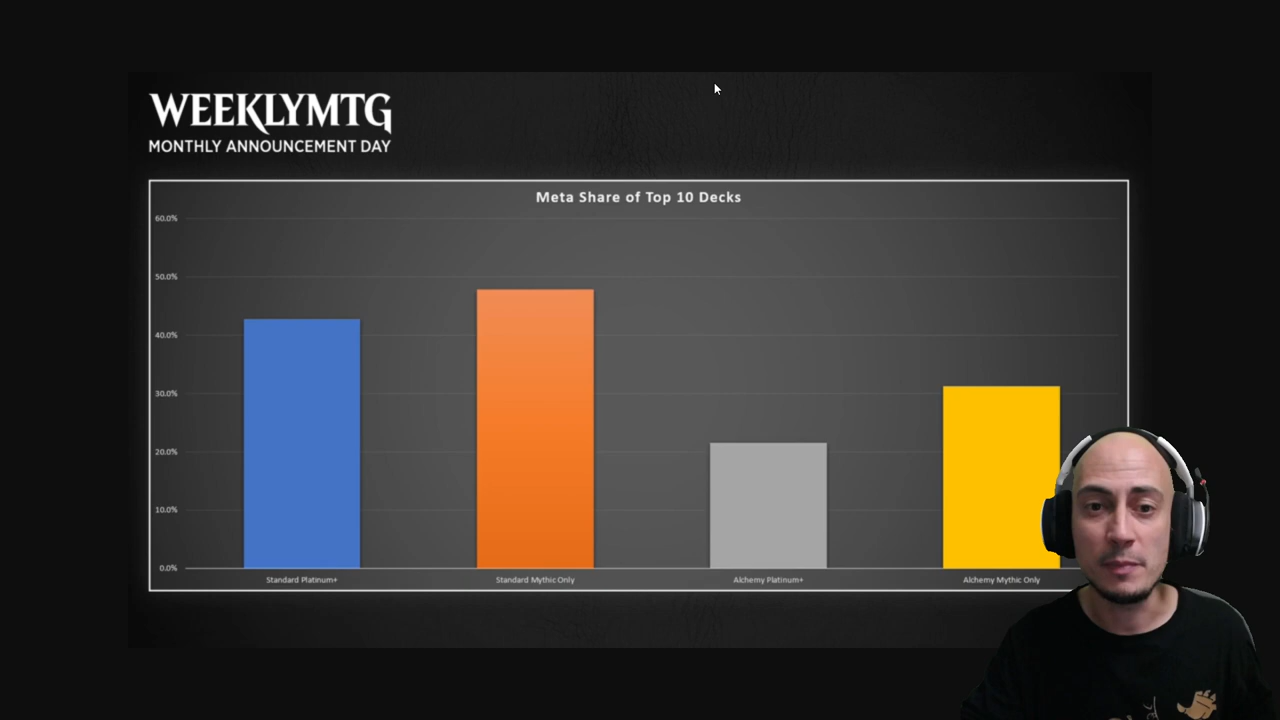 WEEKLYMTG
MONTHLY ANNOUNCEMENT DAY
Meta Share of Top 10 Decks
60.0%
50.0%
40.0%
30.0%
20.0%
10.0%
0.0%
Standard Platinum+
Standard Mythic Only
Alchemy Platinum+
Alchemy Mythic Only